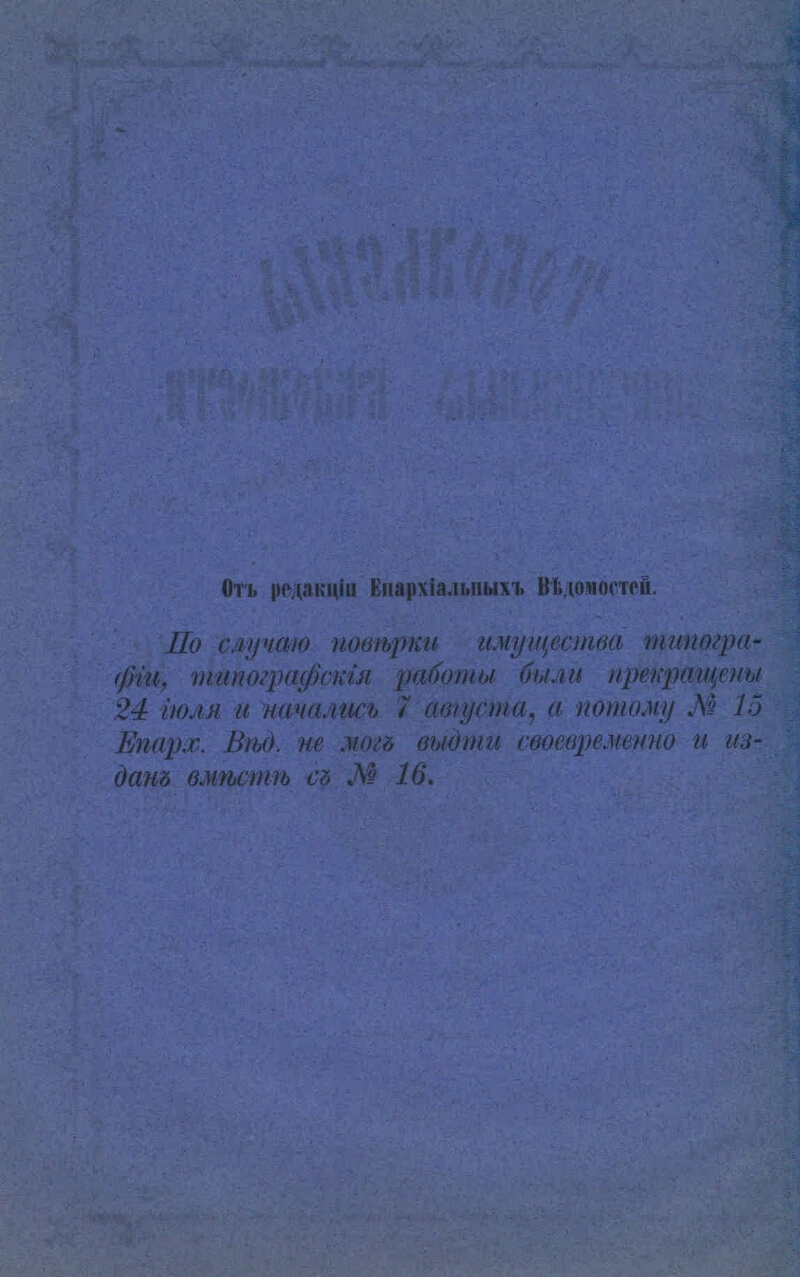 Отъ редакціи Епархіальныхъ Вѣдомостей.
По случаю повѣрки имущества типогра-
фіи, типографскія работы были прекращены
24 іюля и начались 7 августа, а потому № 15
Епарх. Вѣд. не могъ выдти своевременно и из-
данъ вмѣстѣ съ № 16.